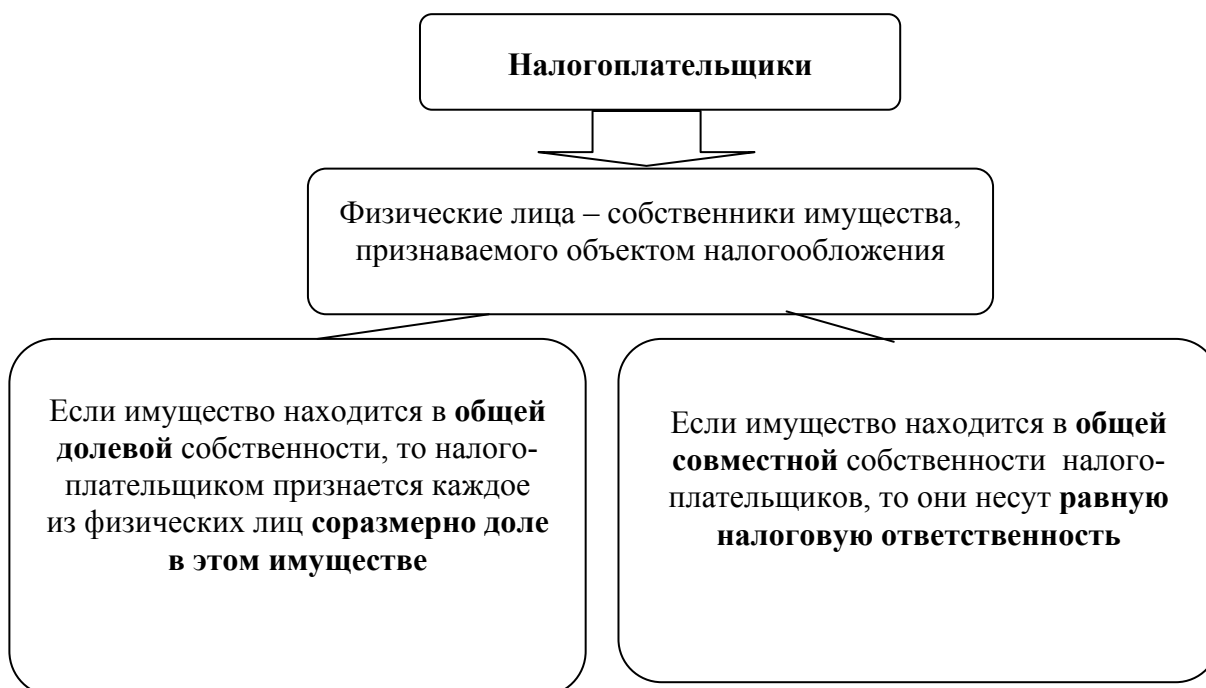 Налогоплательщики
Физические лица – собственники имущества,
признаваемого объектом налогообложения
Если имущество находится в общей
долевой собственности, то налого-
плательщиком признается каждое
из физических лиц соразмерно доле
в этом имуществе
Если имущество находится в общей
совместной собственности налого-
плательщиков, то они несут равную
налоговую ответственность